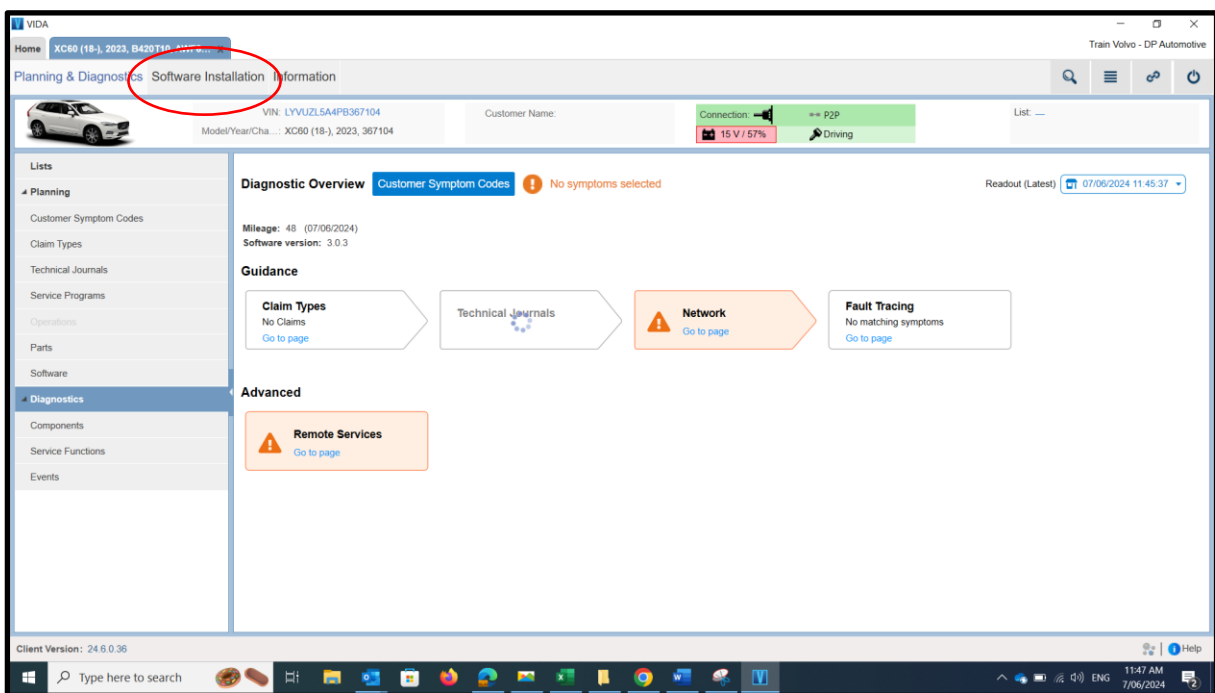 VIDA
Home XC60 (18-), 2023, B420T10, AWF8... x
Train Volvo - DP Automotive
Planning & Diagnostics Software Installation Information
VIN: LYVUZL5A4PB367104
Customer Name:
Connection:
P2P
List: —
Model/Year/Cha...: XC60 (18-), 2023, 367104
15 V / 57%
Driving
Lists
Planning
Customer Symptom Codes
Claim Types
Technical Journals
Service Programs
Operations
Parts
Software
Diagnostics
Components
Service Functions
Events
Diagnostic Overview Customer Symptom Codes No symptoms selected
Readout (Latest) 07/06/2024 11:45:37
Mileage: 48 (07/06/2024)
Software version: 3.0.3
Guidance
Claim Types
No Claims
Go to page
Technical Journals
Network
Go to page
Fault Tracing
No matching symptoms
Go to page
Advanced
Remote Services
Go to page
Client Version: 24.6.0.36
Help
Type here to search
ENG
11:47 AM
7/06/2024
2